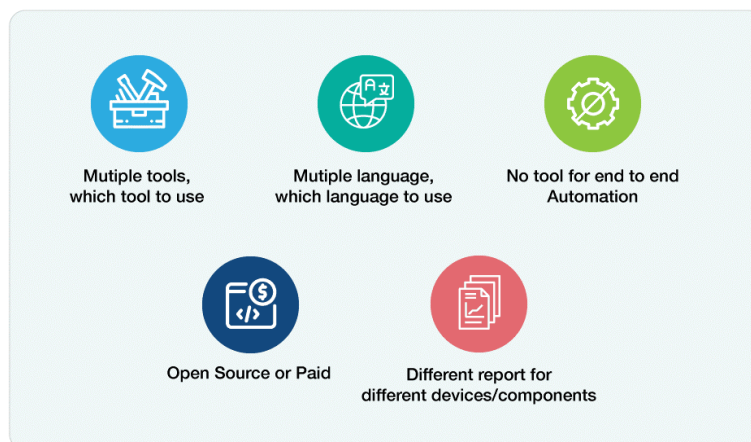 Mutiple tools,
which tool to use
Mutiple language,
which language to use
No tool for end to end
Automation
Open Source or Paid
Different report for
different devices/components